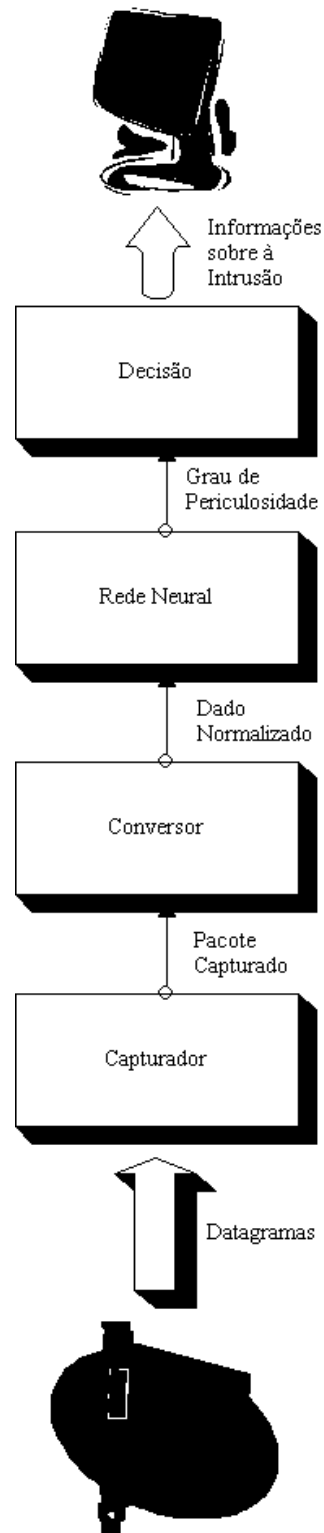 Informações
sobre à
Intrusão
Decisão
Grau de
Periculosidade
Rede Neural
Dado
Normalizado
Conversor
Pacote
Capturado
Capturador
Datagramas